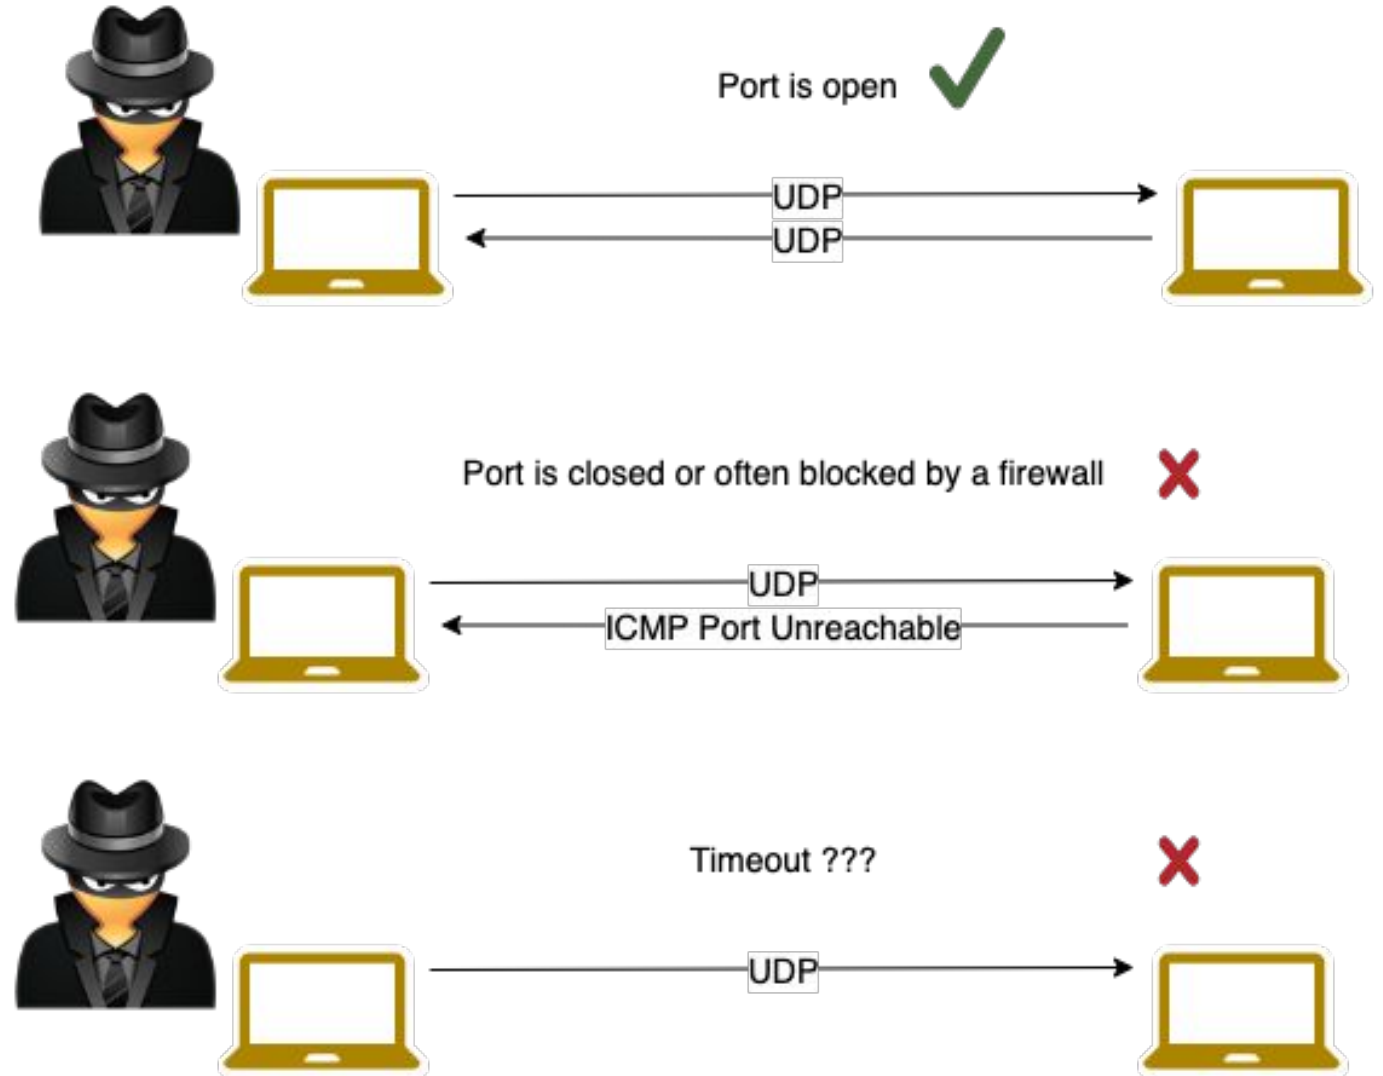 Port is open
UDP
UDP
Port is closed or often blocked by a firewall
UDP
ICMP Port Unreachable
Timeout ???
UDP